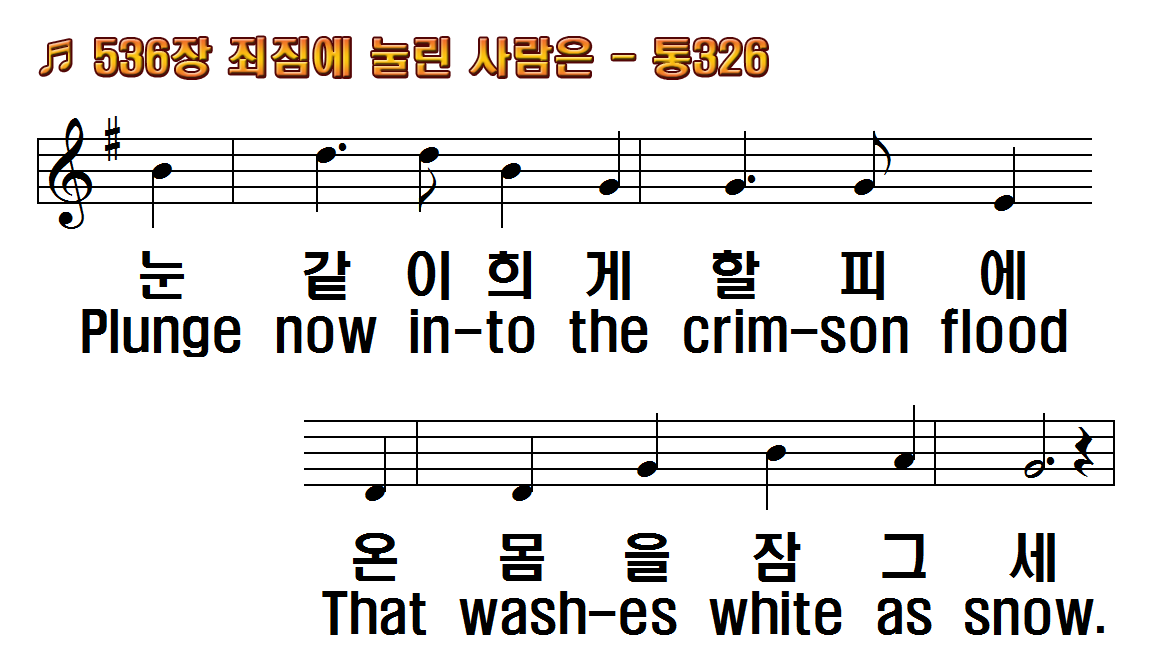 ♬ 536장 죄짐에 눌린 사람은 - 통326
눈 같 이 희 게 할 피 에
Plunge now in-to the crim-son flood
온 몸 을 잠 그 세
That wash-es white as snow.